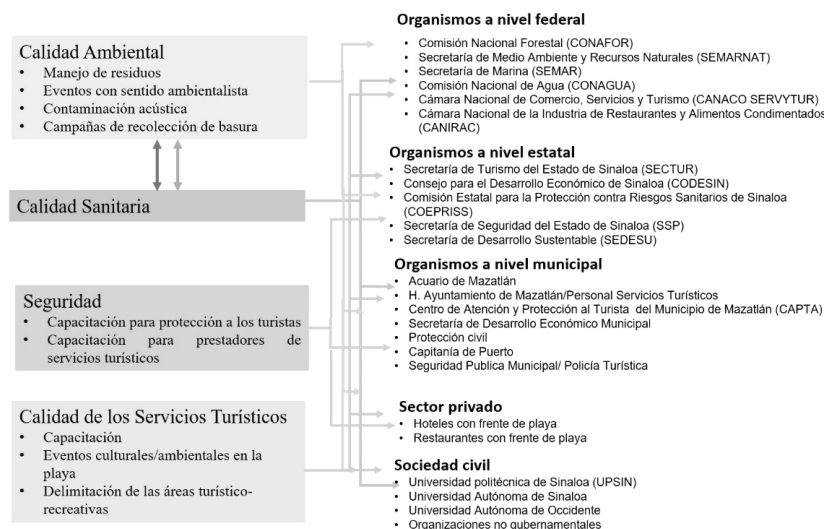 Calidad Ambiental
• Manejo de residuos
• Eventos con sentido ambientalista
• Contaminación acústica
• Campañas de recolección de basura
Calidad Sanitaria
Seguridad
• Capacitación para protección a los turistas
• Capacitación para prestadores de
servicios turísticos
Calidad de los Servicios Turísticos
• Capacitación
• Eventos culturales/ambientales en la
playa
• Delimitación de las áreas turístico-
recreativas
Organismos a nivel federal
• Comisión Nacional Forestal (CONAFOR)
• Secretaría de Medio Ambiente y Recursos Naturales (SEMARNAT)
• Secretaría de Marina (SEMAR)
• Comisión Nacional de Agua (CONAGUA)
• Cámara Nacional de Comercio, Servicios y Turismo (CANACO SERVYTUR)
• Cámara Nacional de la Industria de Restaurantes y Alimentos Condimentados
(CANIRAC)
Organismos a nivel estatal
• Secretaría de Turismo del Estado de Sinaloa (SECTUR)
• Consejo para el Desarrollo Económico de Sinaloa (CODESIN)
• Comisión Estatal para la Protección contra Riesgos Sanitarios de Sinaloa
(COEPRISS)
• Secretaría de Seguridad del Estado de Sinaloa (SSP)
• Secretaría de Desarrollo Sustentable (SEDESU)
Organismos a nivel municipal
• Acuario de Mazatlán
• H. Ayuntamiento de Mazatlán/Personal Servicios Turísticos
• Centro de Atención y Protección al Turista del Municipio de Mazatlán (CAPTA)
• Secretaría de Desarrollo Económico Municipal
• Protección civil
• Capitanía de Puerto
• Seguridad Publica Municipal/ Policía Turística
Sector privado
• Hoteles con frente de playa
• Restaurantes con frente de playa
Sociedad civil
• Universidad politécnica de Sinaloa (UPSIN)
• Universidad Autónoma de Sinaloa
• Universidad Autónoma de Occidente
• Organizaciones no gubernamentales